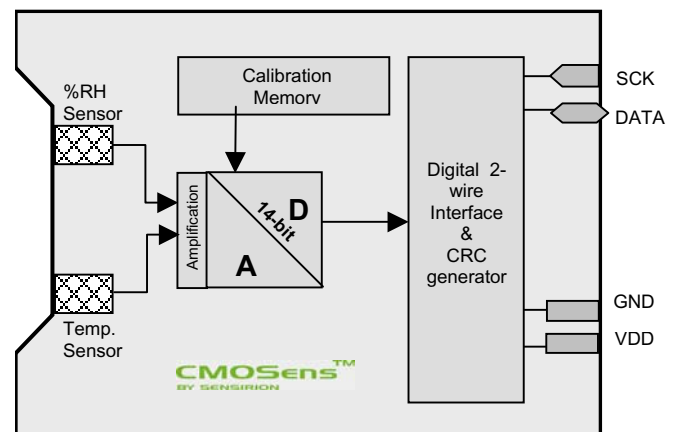 Calibration
Memory
%RH
Sensor
SCK
DATA
Digital 2-
wire
Interface
&
CRC
generator
Amplification
14-bit
D
A
GND
VDD
Temp.
Sensor
CMOSens™
BY SENSIRION